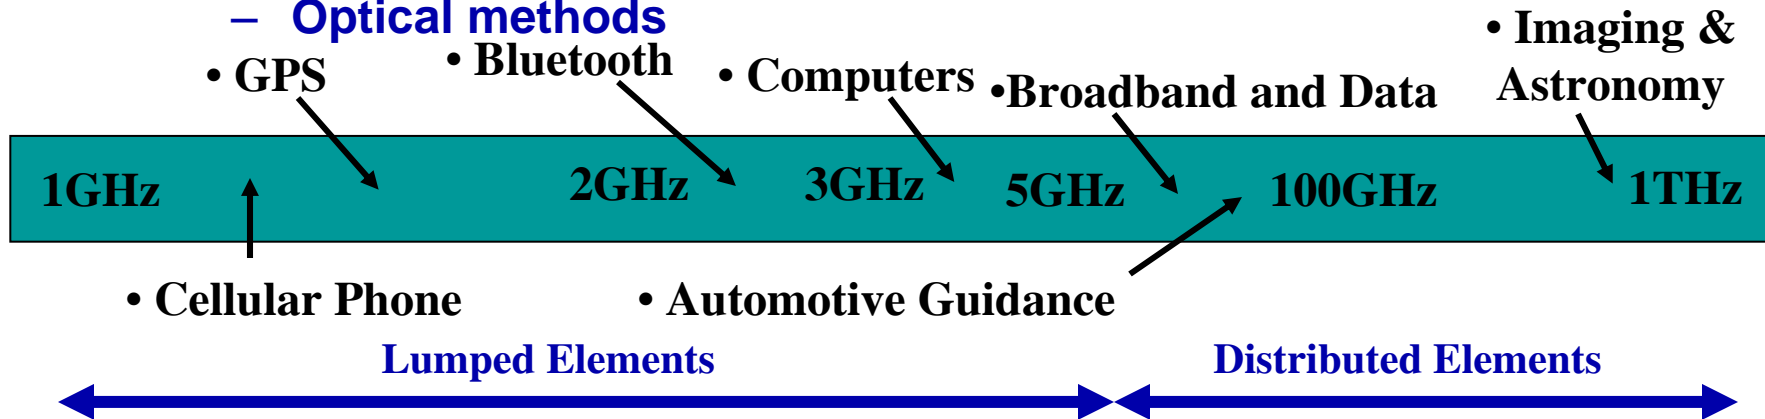 – Optical methods
• GPS
• Bluetooth
• Computers
•Broadband and Data
• Imaging &
Astronomy
1GHz
2GHz
3GHz
5GHz
100GHz
1THz
• Cellular Phone
• Automotive Guidance
Lumped Elements
Distributed Elements